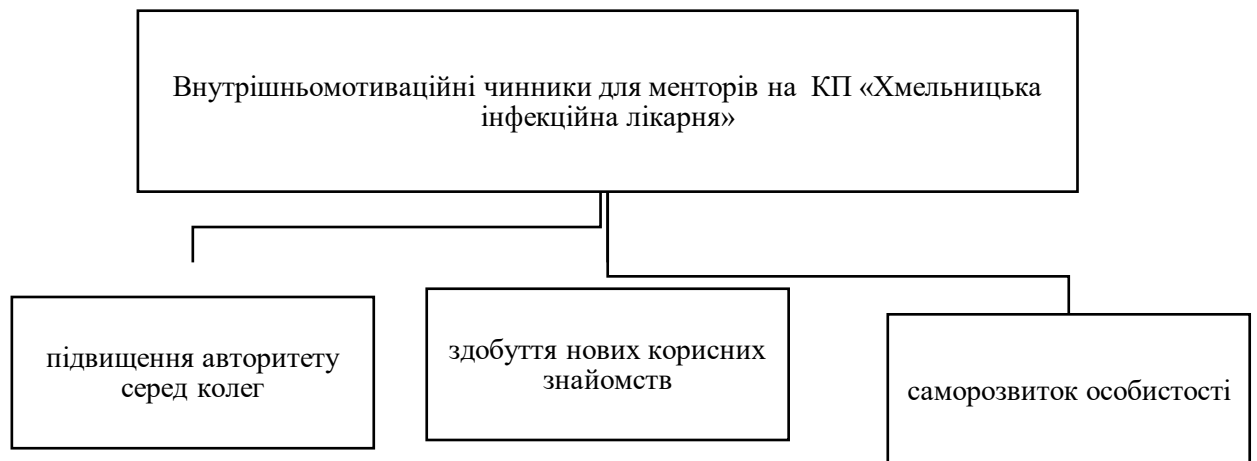 Внутрішньомотиваційні чинники для менторів на  КП «Хмельницька
інфекційна лікарня»
підвищення авторитету
серед колег
здобуття нових корисних
знайомств
саморозвиток особистості